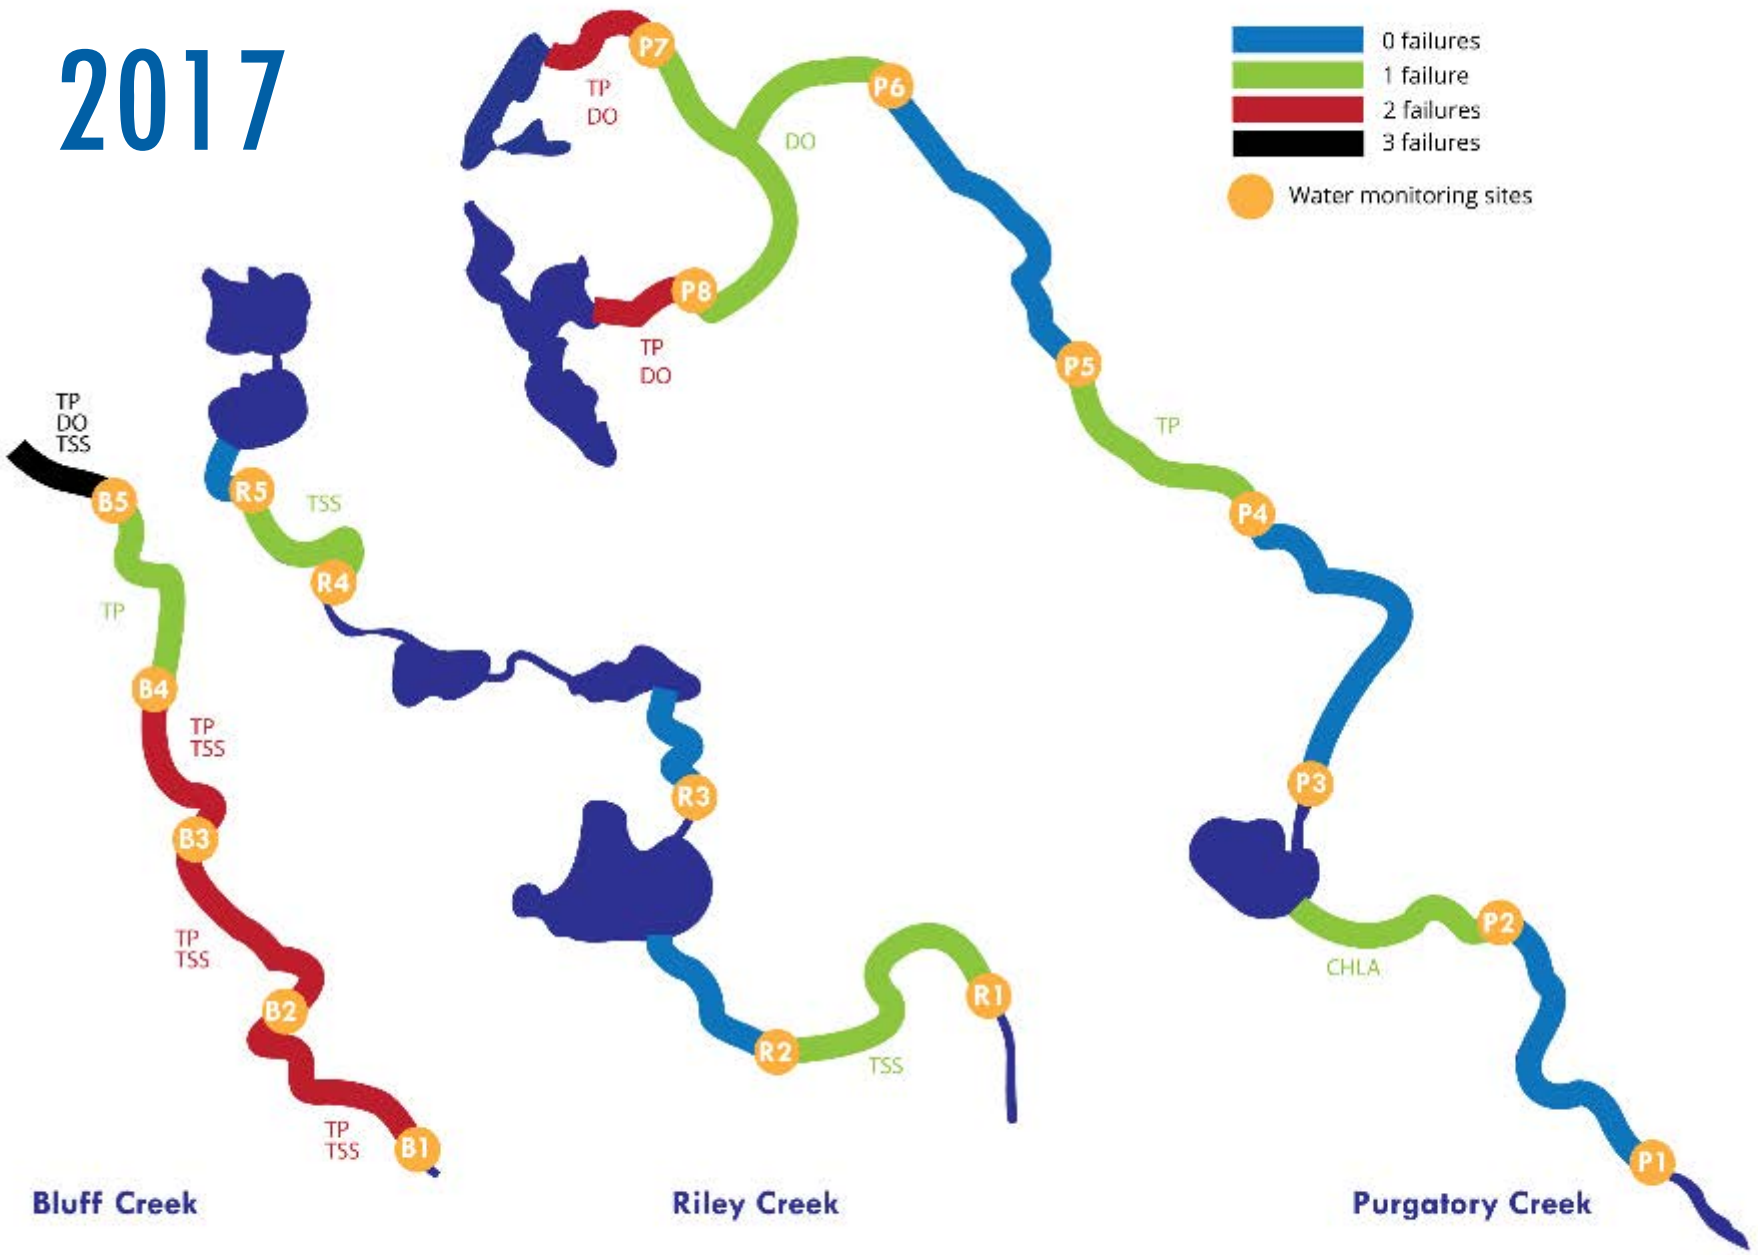 2017
0 failures
1 failure
2 failures
3 failures
Water monitoring sites
P7
TP
DO
P6
DO
P8
TP
DO
P5
TP
P4
P3
P2
CHLA
P1
Purgatory Creek
R5
TSS
R4
R3
R2
TSS
R1
Riley Creek
TP
DO
TSS
B5
TP
B4
TP
TSS
B3
TP
TSS
B2
TP
TSS
B1
Bluff Creek